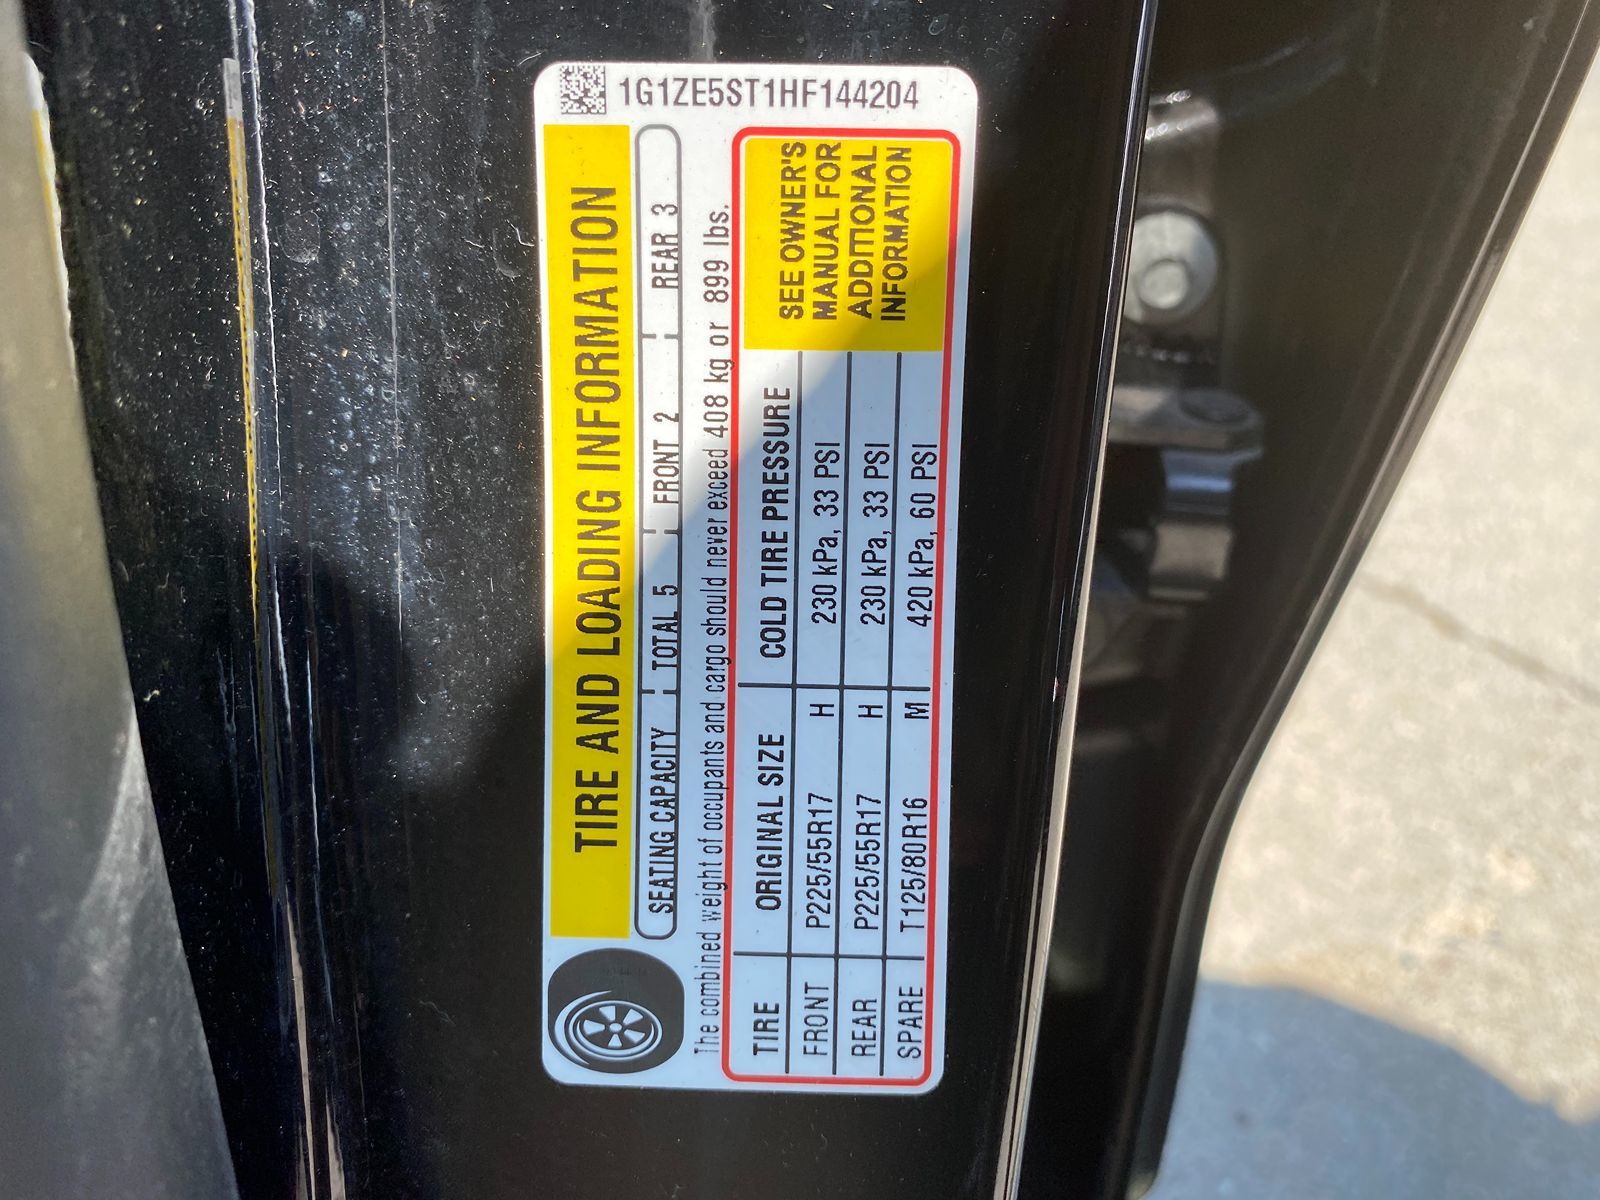 1G1ZE5ST1HF144204
TIRE AND LOADING INFORMATION
SEATING CAPACITY TOTAL 5 FRONT 2 REAR 3
The combined weight of occupants and cargo should never exceed 408 kg or 899 lbs.
TIRE ORIGINAL SIZE COLD TIRE PRESSURE
FRONT P225/55R17 H 230 kPa, 33 PSI
REAR P225/55R17 H 230 kPa, 33 PSI
SPARE T125/80R16 M 420 kPa, 60 PSI
SEE OWNER'S
MANUAL FOR
ADDITIONAL
INFORMATION